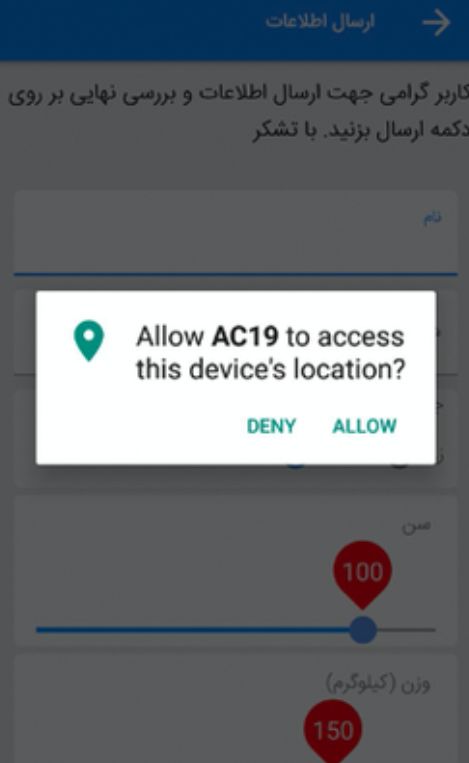 ارسال اطلاعات
کاربر گرامی جهت ارسال اطلاعات و بررسی نهایی بر روی
دکمه ارسال بزنید. با تشکر
نام
Allow AC19 to access
this device's location?
DENY ALLOW
سن
100
وزن (کیلوگرم)
150